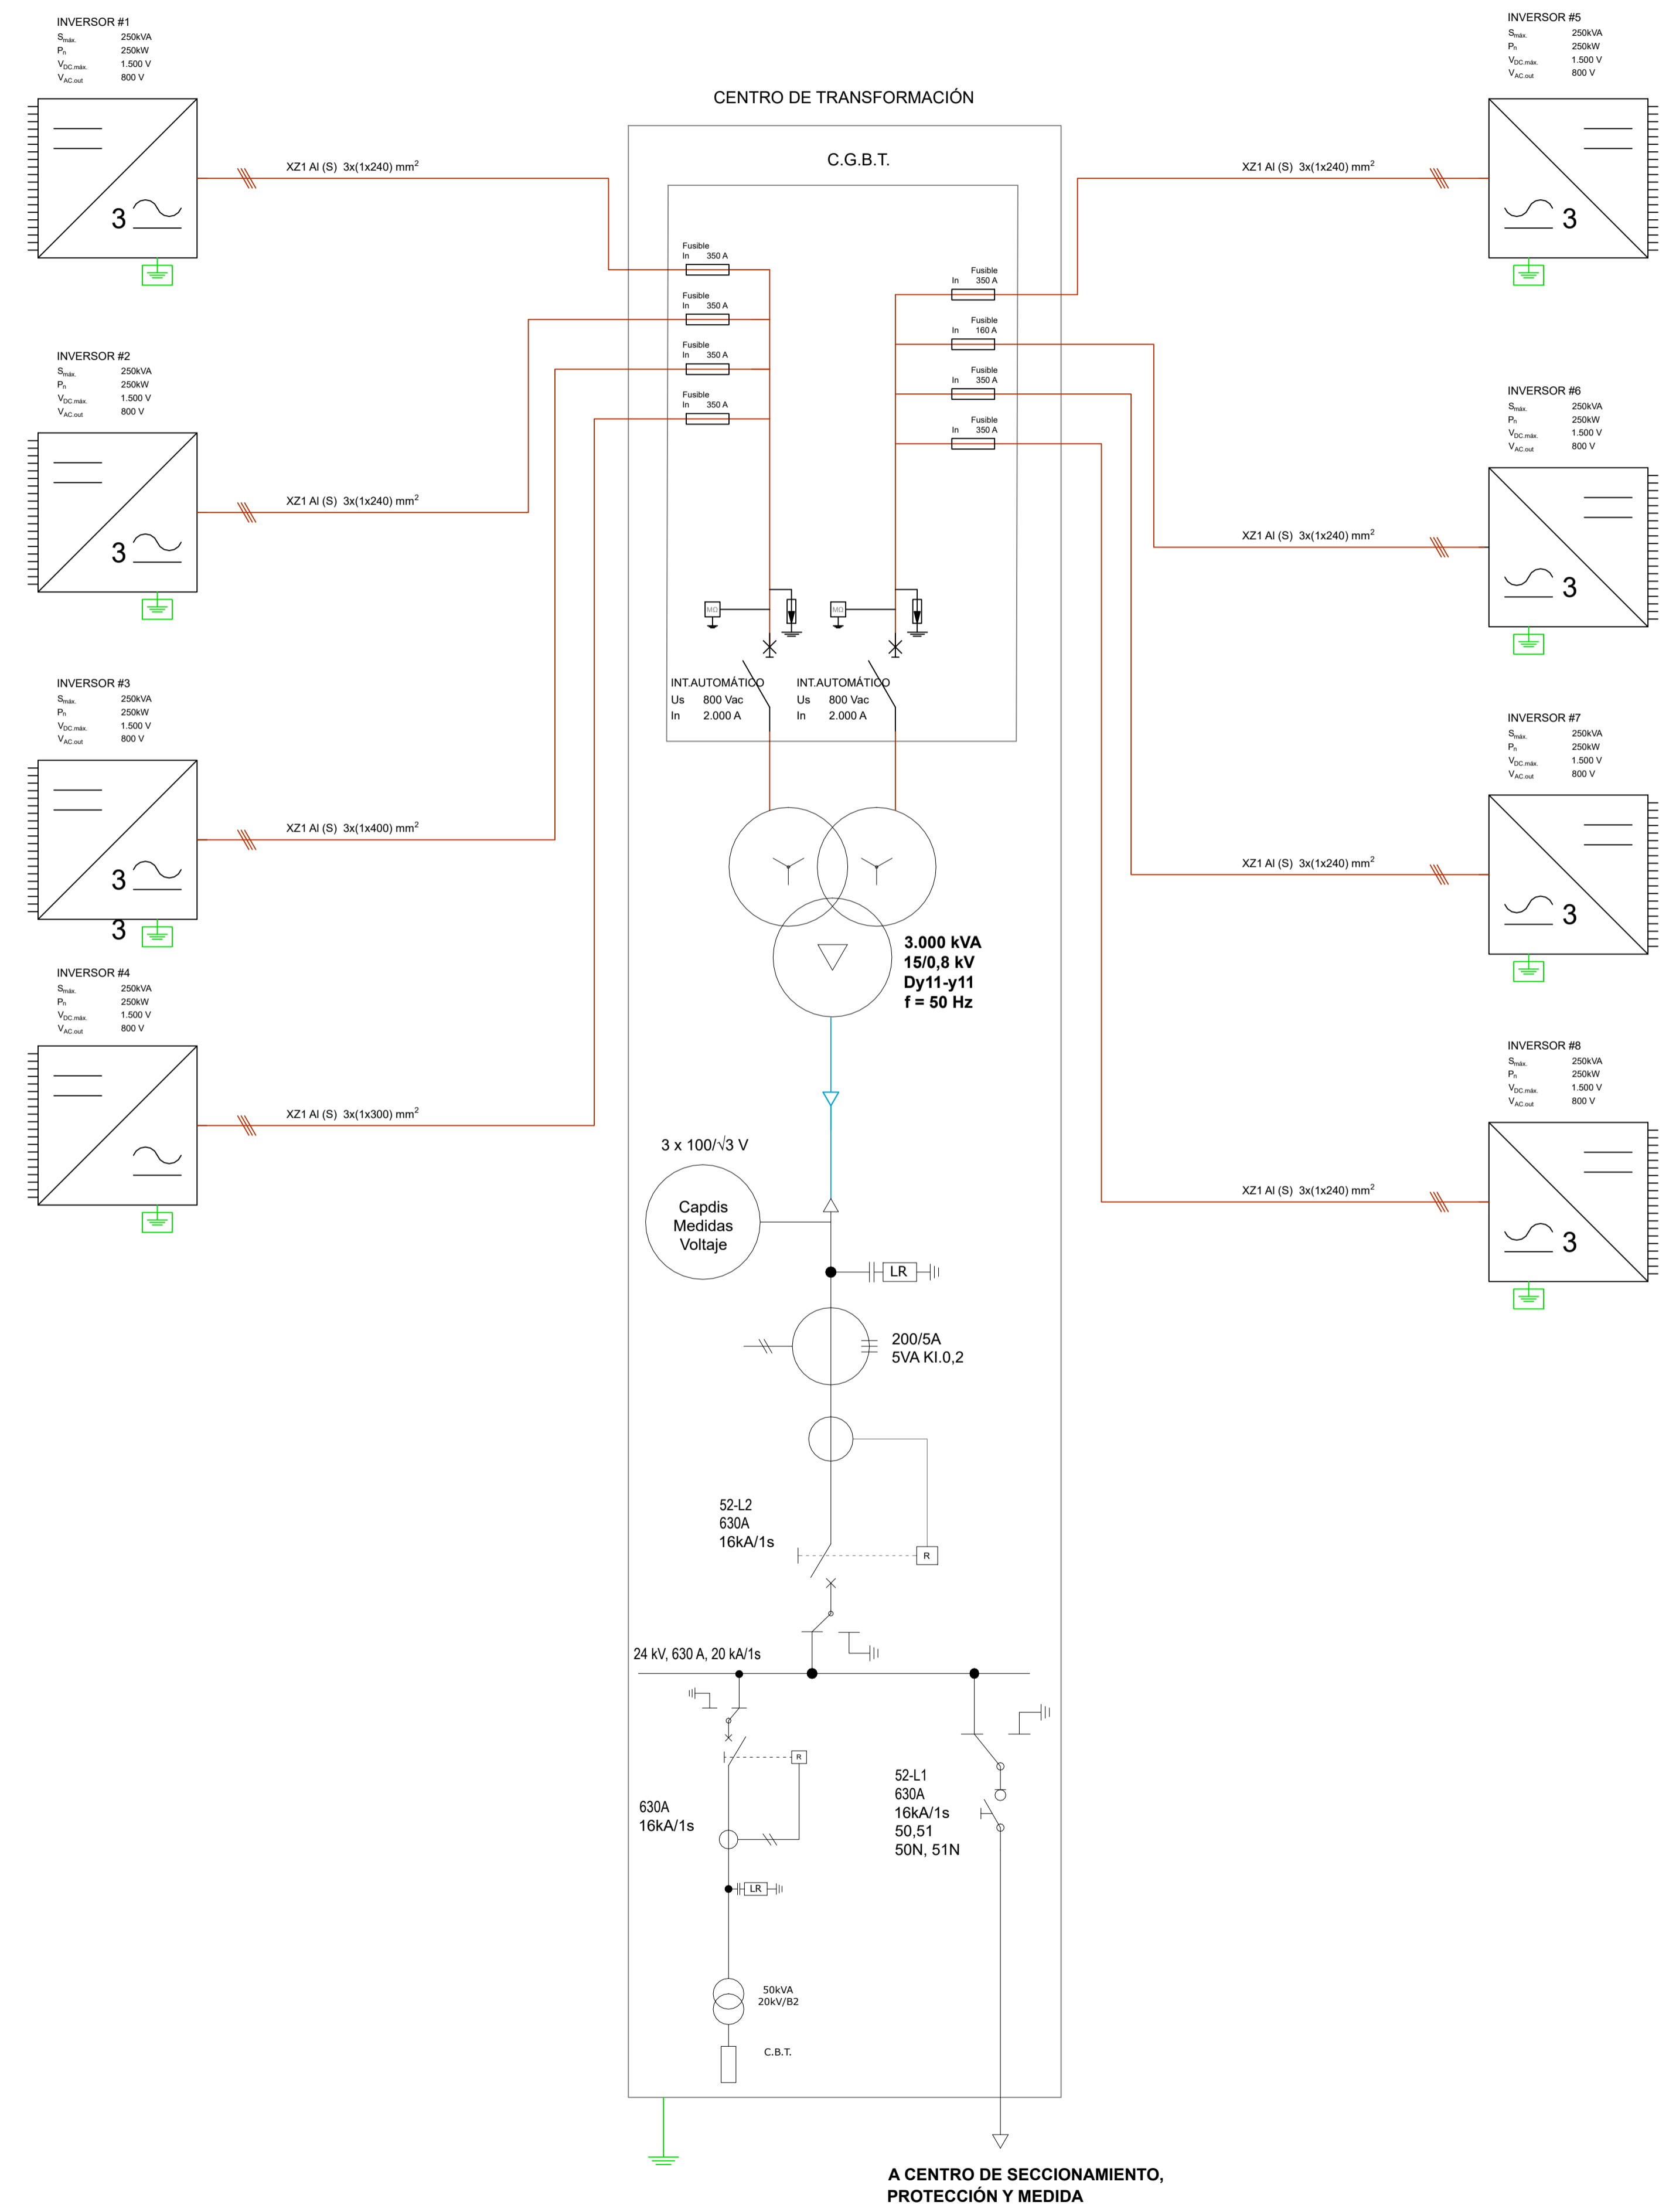 INVERSOR #1
Smáx. 250kVA
Pn 250kW
VDC.máx. 1.500 V
VAC.out 800 V
3
XZ1 Al (S) 3x(1x240) mm²
INVERSOR #2
Smáx. 250kVA
Pn 250kW
VDC.máx. 1.500 V
VAC.out 800 V
3
XZ1 Al (S) 3x(1x240) mm²
INVERSOR #3
Smáx. 250kVA
Pn 250kW
VDC.máx. 1.500 V
VAC.out 800 V
3
XZ1 Al (S) 3x(1x400) mm²
3
INVERSOR #4
Smáx. 250kVA
Pn 250kW
VDC.máx. 1.500 V
VAC.out 800 V
XZ1 Al (S) 3x(1x300) mm²
CENTRO DE TRANSFORMACIÓN
C.G.B.T.
Fusible
In 350 A
Fusible
In 350 A
Fusible
In 350 A
Fusible
In 350 A
Fusible
In 350 A
Fusible
In 160 A
Fusible
In 350 A
Fusible
In 350 A
MΩ
MΩ
INT.AUTOMÁTICO
Us 800 Vac
In 2.000 A
INT.AUTOMÁTICO
Us 800 Vac
In 2.000 A
3.000 kVA
15/0,8 kV
Dy11-y11
f = 50 Hz
3 x 100/√3 V
Capdis
Medidas
Voltaje
LR
200/5A
5VA Kl.0,2
52-L2
630A
16kA/1s
R
24 kV, 630 A, 20 kA/1s
R
630A
16kA/1s
LR
50kVA
20kV/B2
C.B.T.
52-L1
630A
16kA/1s
50,51
50N, 51N
A CENTRO DE SECCIONAMIENTO,
PROTECCIÓN Y MEDIDA
INVERSOR #5
Smáx. 250kVA
Pn 250kW
VDC.máx. 1.500 V
VAC.out 800 V
XZ1 Al (S) 3x(1x240) mm²
3
INVERSOR #6
Smáx. 250kVA
Pn 250kW
VDC.máx. 1.500 V
VAC.out 800 V
XZ1 Al (S) 3x(1x240) mm²
3
INVERSOR #7
Smáx. 250kVA
Pn 250kW
VDC.máx. 1.500 V
VAC.out 800 V
XZ1 Al (S) 3x(1x240) mm²
3
INVERSOR #8
Smáx. 250kVA
Pn 250kW
VDC.máx. 1.500 V
VAC.out 800 V
XZ1 Al (S) 3x(1x240) mm²
3